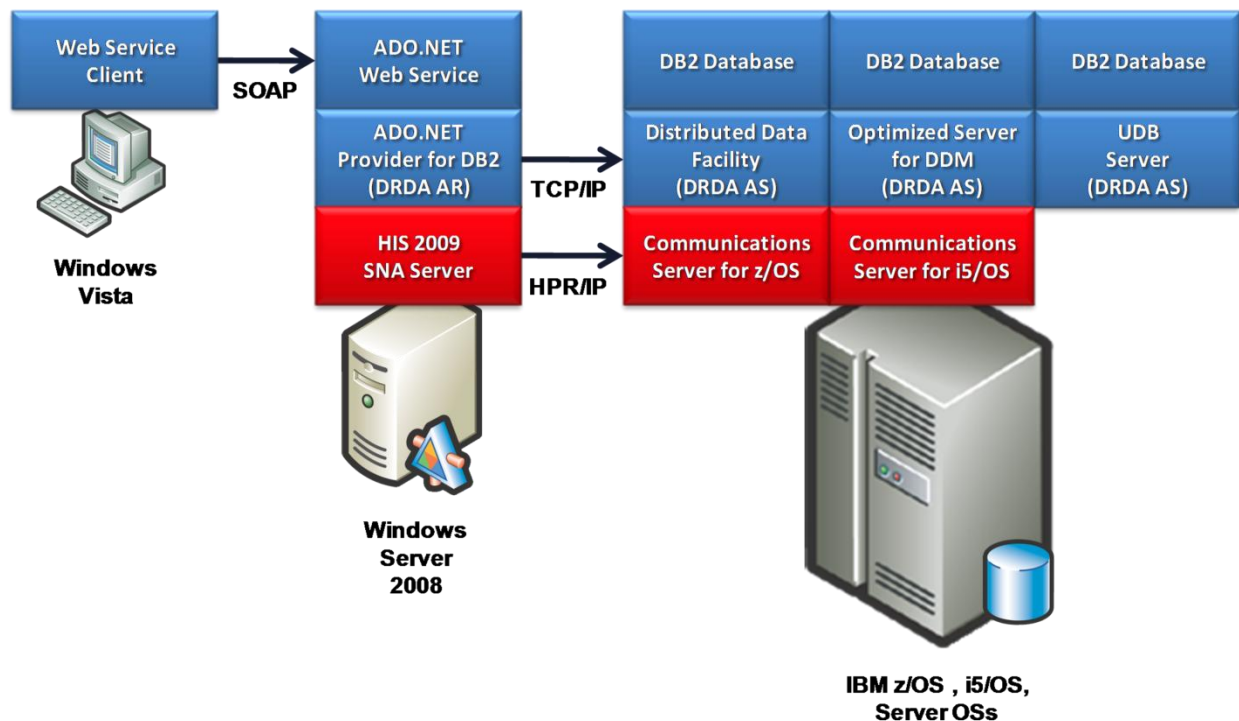 Web Service
Client
SOAP
ADO.NET
Web Service
DB2 Database
DB2 Database
DB2 Database
ADO.NET
Provider for DB2
(DRDA AR)
TCP/IP
Distributed Data
Facility
(DRDA AS)
Optimized Server
for DDM
(DRDA AS)
UDB
Server
(DRDA AS)
HIS 2009
SNA Server
HPR/IP
Communications
Server for z/OS
Communications
Server for i5/OS
Windows
Vista
Windows
Server
2008
IBM z/OS , i5/OS,
Server OSs